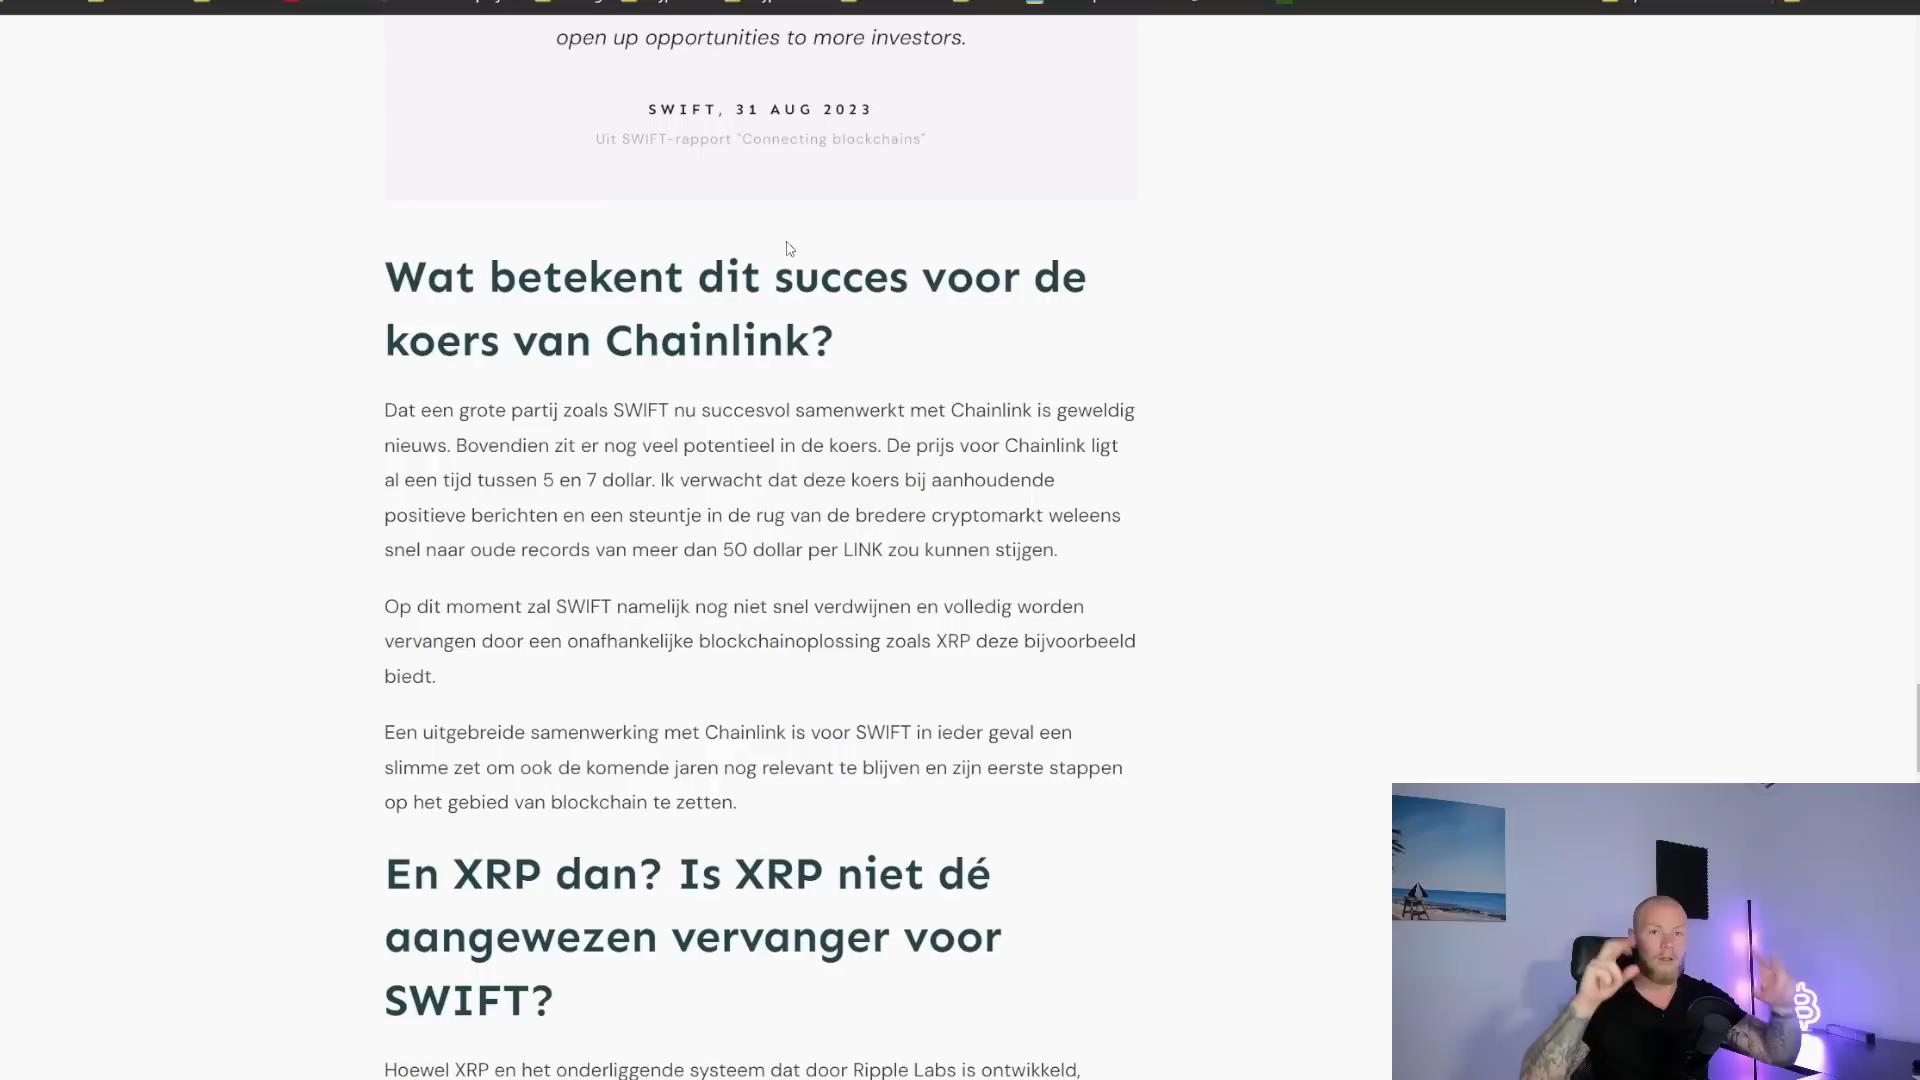 open up opportunities to more investors.
SWIFT, 31 AUG 2023
Uit SWIFT-rapport "Connecting blockchains"
Wat betekent dit succes voor de
koers van Chainlink?
Dat een grote partij zoals SWIFT nu succesvol samenwerkt met Chainlink is geweldig
nieuws. Bovendien zit er nog veel potentieel in de koers. De prijs voor Chainlink ligt
al een tijd tussen 5 en 7 dollar. Ik verwacht dat deze koers bij aanhoudende
positieve berichten en een steuntje in de rug van de bredere cryptomarkt weleens
snel naar oude records van meer dan 50 dollar per LINK zou kunnen stijgen.
Op dit moment zal SWIFT namelijk nog niet snel verdwijnen en volledig worden
vervangen door een onafhankelijke blockchainoplossing zoals XRP deze bijvoorbeeld
biedt.
Een uitgebreide samenwerking met Chainlink is voor SWIFT in ieder geval een
slimme zet om ook de komende jaren nog relevant te blijven en zijn eerste stappen
op het gebied van blockchain te zetten.
En XRP dan? Is XRP niet dé
aangewezen vervanger voor
SWIFT?
Hoewel XRP en het onderliggende systeem dat door Ripple Labs is ontwikkeld,